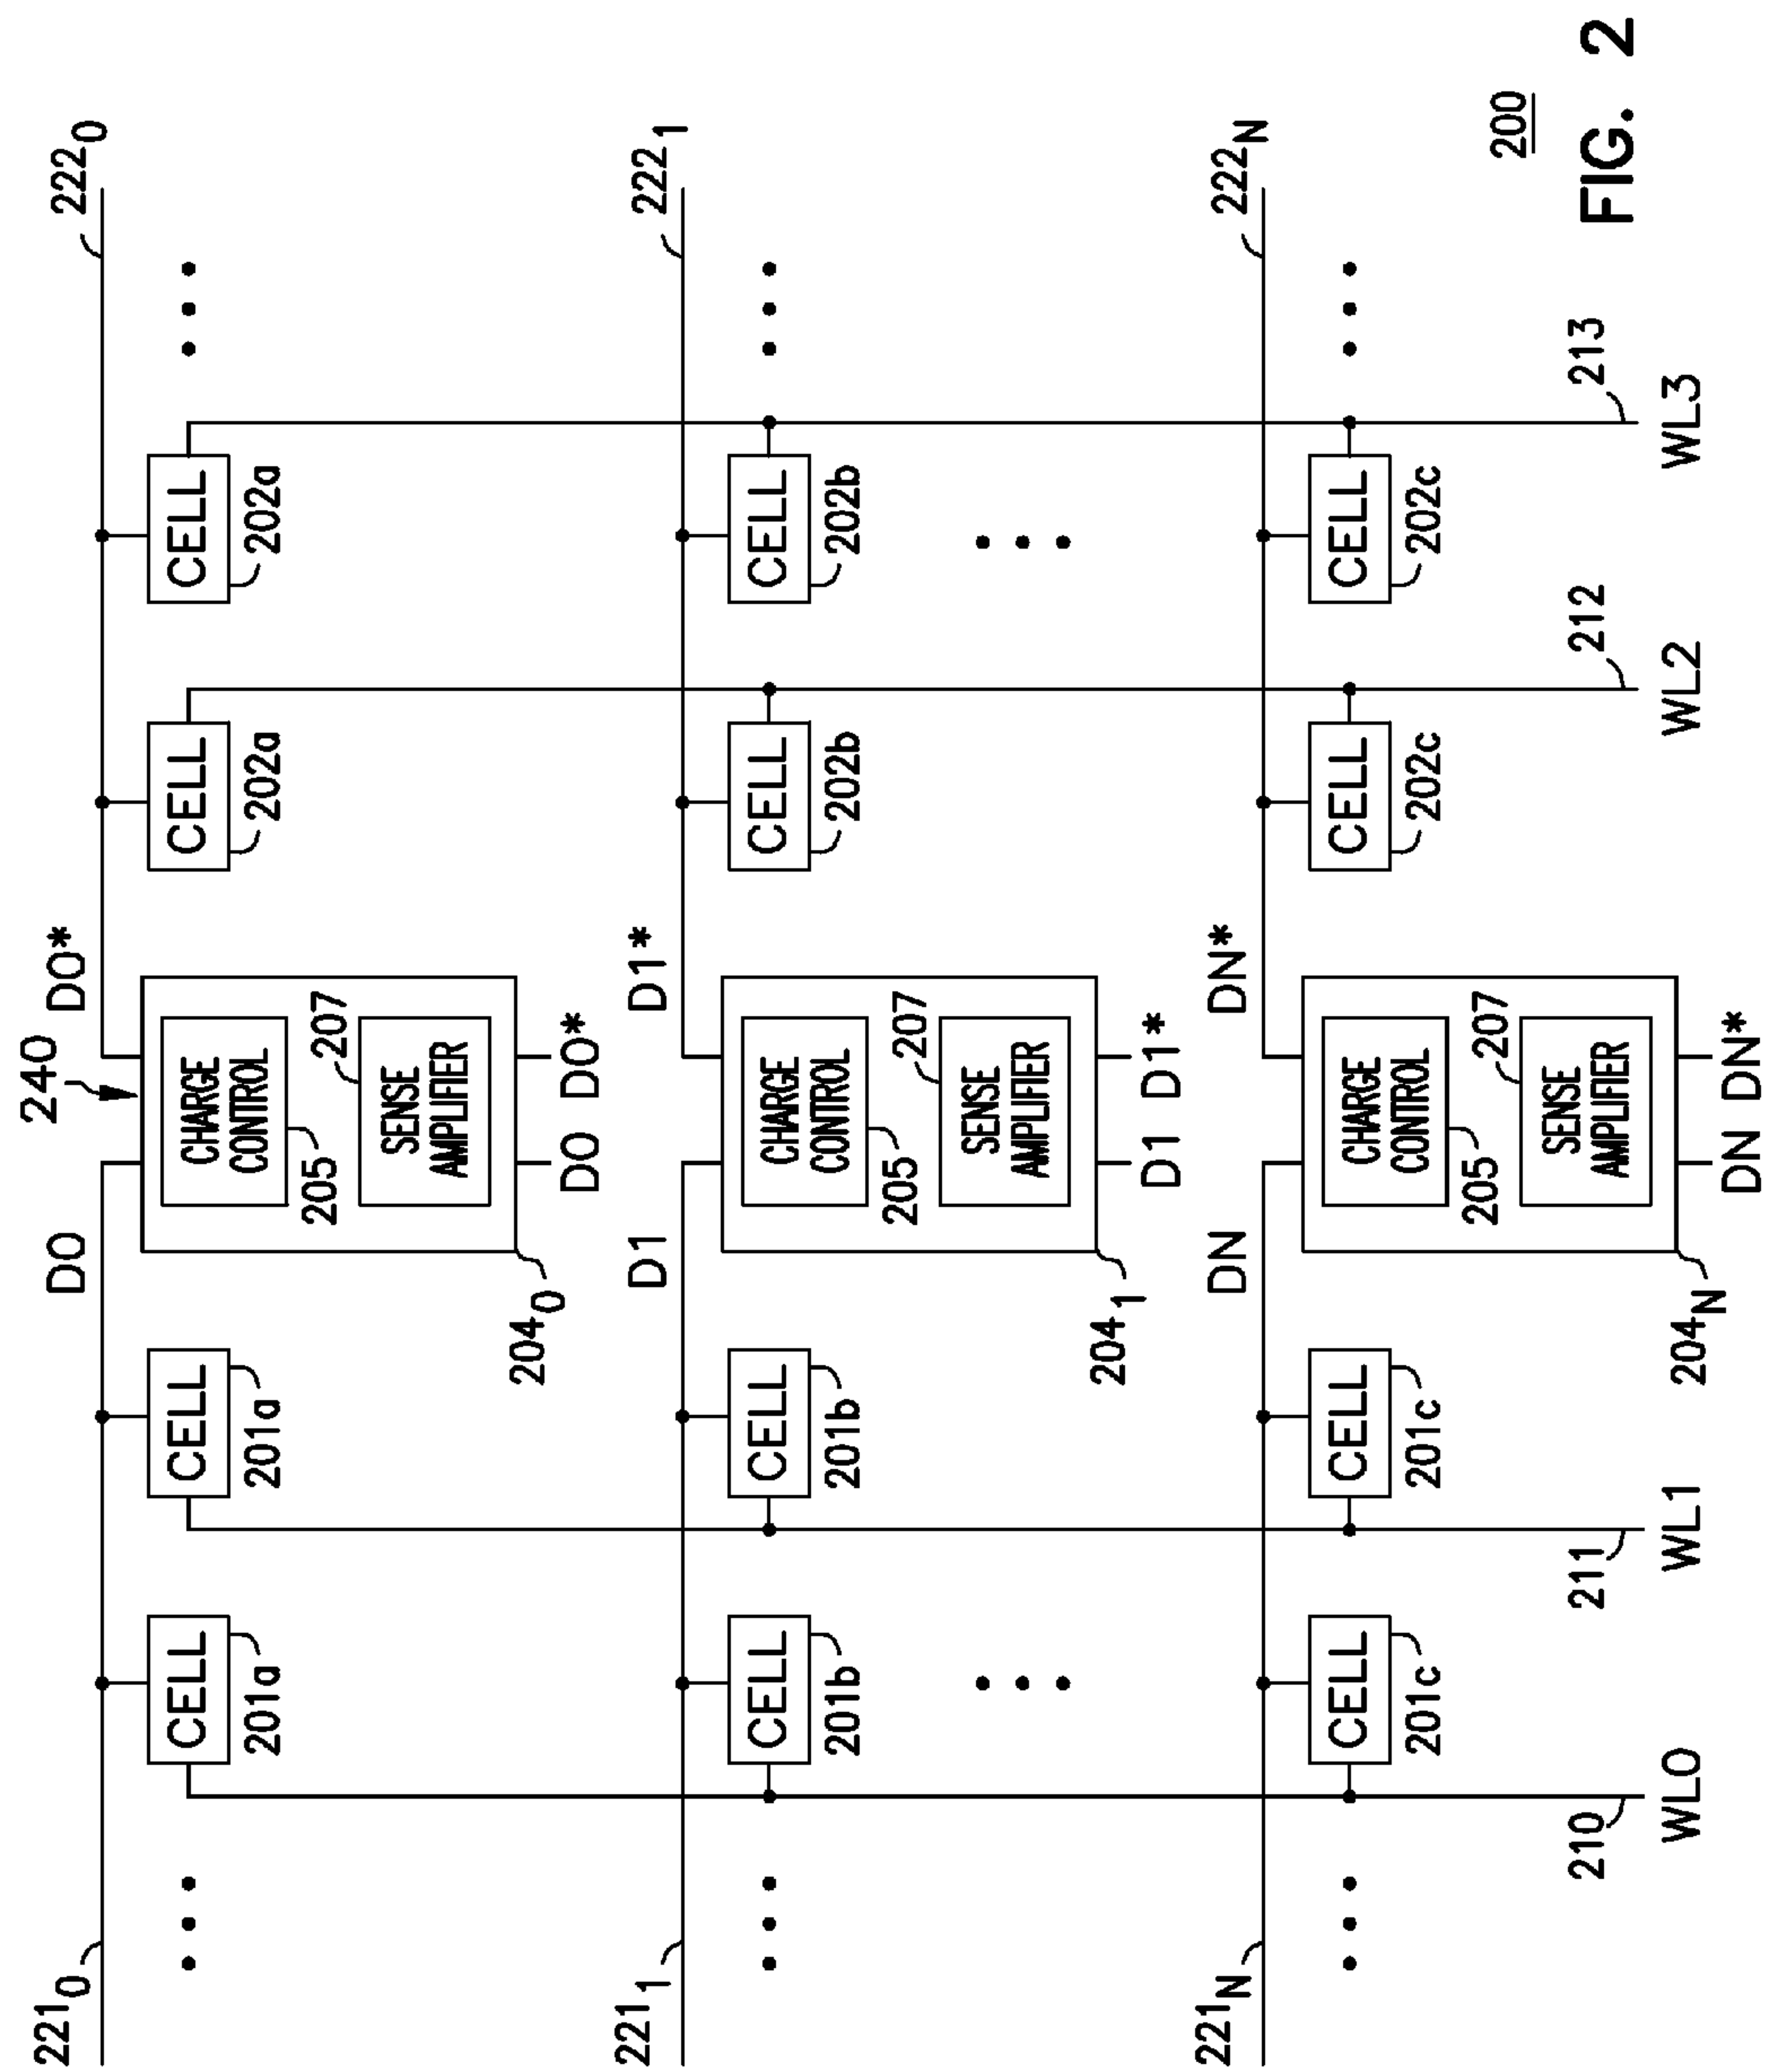 240
221₀ D0 D0* 222₀
CELL CELL CHARGE CONTROL CELL CELL
201a 201a 205 207 202a 202a
SENSE AMPLIFIER
204₀ D0 D0*
221₁ D1 D1* 222₁
CELL CELL CHARGE CONTROL CELL CELL
201b 201b 205 207 202b 202b
SENSE AMPLIFIER
204₁ D1 D1*
221N DN DN* 222N
CELL CELL CHARGE CONTROL CELL CELL
201c 201c 205 207 202c 202c
SENSE AMPLIFIER
210 211 212 213
204N DN DN*
WL0 WL1 WL2 WL3
200
FIG. 2